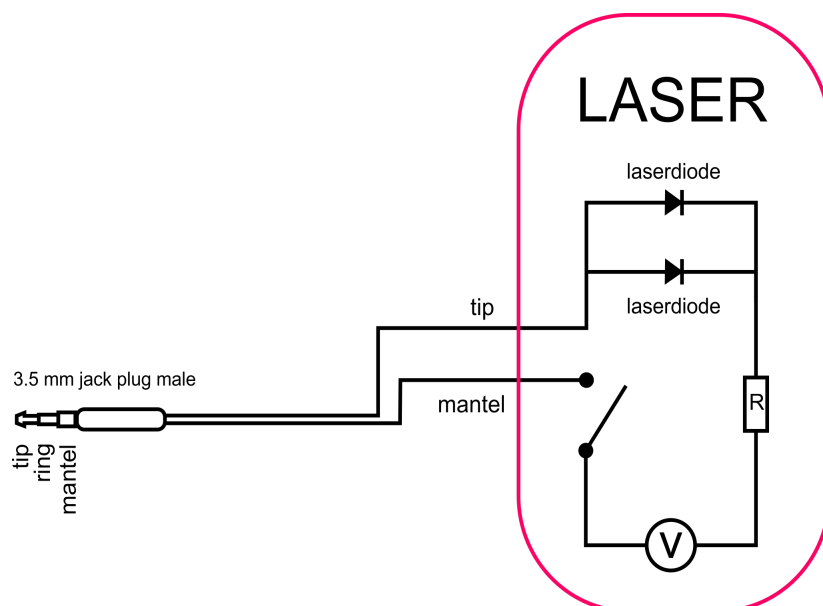 LASER
laserdiode
laserdiode
tip
3.5 mm jack plug male
mantel
R
tip
ring
mantel
V